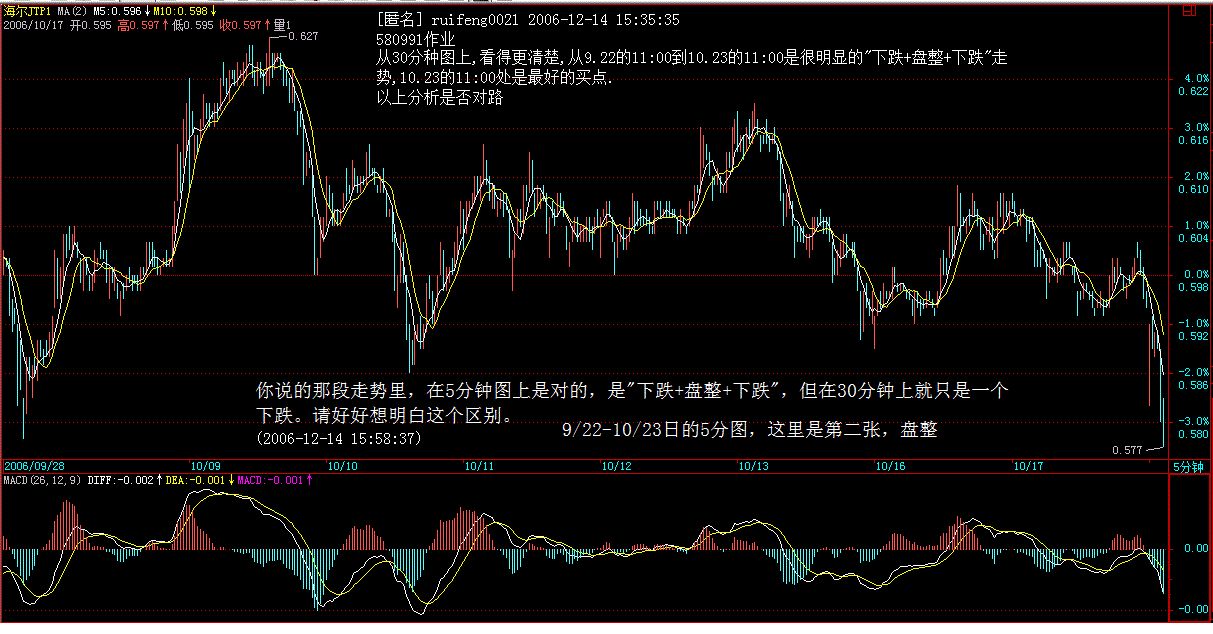 海尔JTP1 MA(2) M5:0.596↓M10:0.598↓
2006/10/17 开0.595 高0.597↑低0.595 收0.597↑量1
[匿名] ruifeng0021 2006-12-14 15:35:35
580991作业
从30分种图上,看得更清楚,从9.22的11:00到10.23的11:00是很明显的"下跌+盘整+下跌"走
势,10.23的11:00处是最好的买点.
以上分析是否对路
0.627
4.0%
0.622
3.0%
0.616
2.0%
0.610
1.0%
0.604
0.0%
0.598
-1.0%
0.592
-2.0%
0.586
-3.0%
0.580
你说的那段走势里，在5分钟图上是对的，是"下跌+盘整+下跌"，但在30分钟上就只是一个
下跌。请好好想明白这个区别。
(2006-12-14 15:58:37)
9/22-10/23日的5分图，这里是第二张，盘整
0.577
2006/09/28 10/09 10/10 10/11 10/12 10/13 10/16 10/17 5分钟
MACD(26,12,9) DIFF:-0.002↑DEA:-0.001↓MACD:-0.001↑
0.00
-0.00